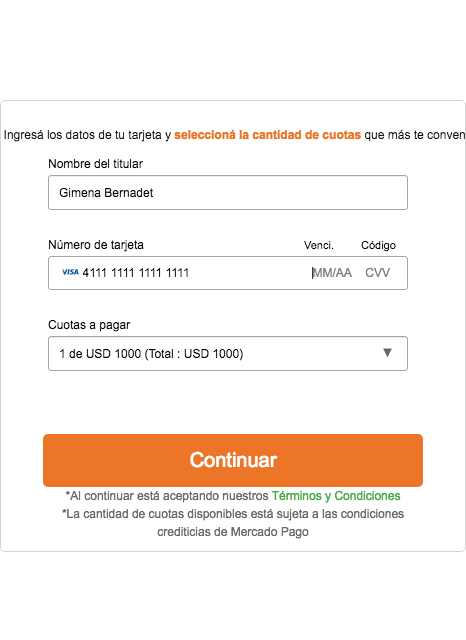 Ingresá los datos de tu tarjeta y seleccioná la cantidad de cuotas que más te conven
Nombre del titular
Gimena Bernadet
Número de tarjeta Venci. Código
VISA 4111 1111 1111 1111 MM/AA CVV
Cuotas a pagar
1 de USD 1000 (Total : USD 1000)
Continuar
*Al continuar está aceptando nuestros Términos y Condiciones
*La cantidad de cuotas disponibles está sujeta a las condiciones
crediticias de Mercado Pago